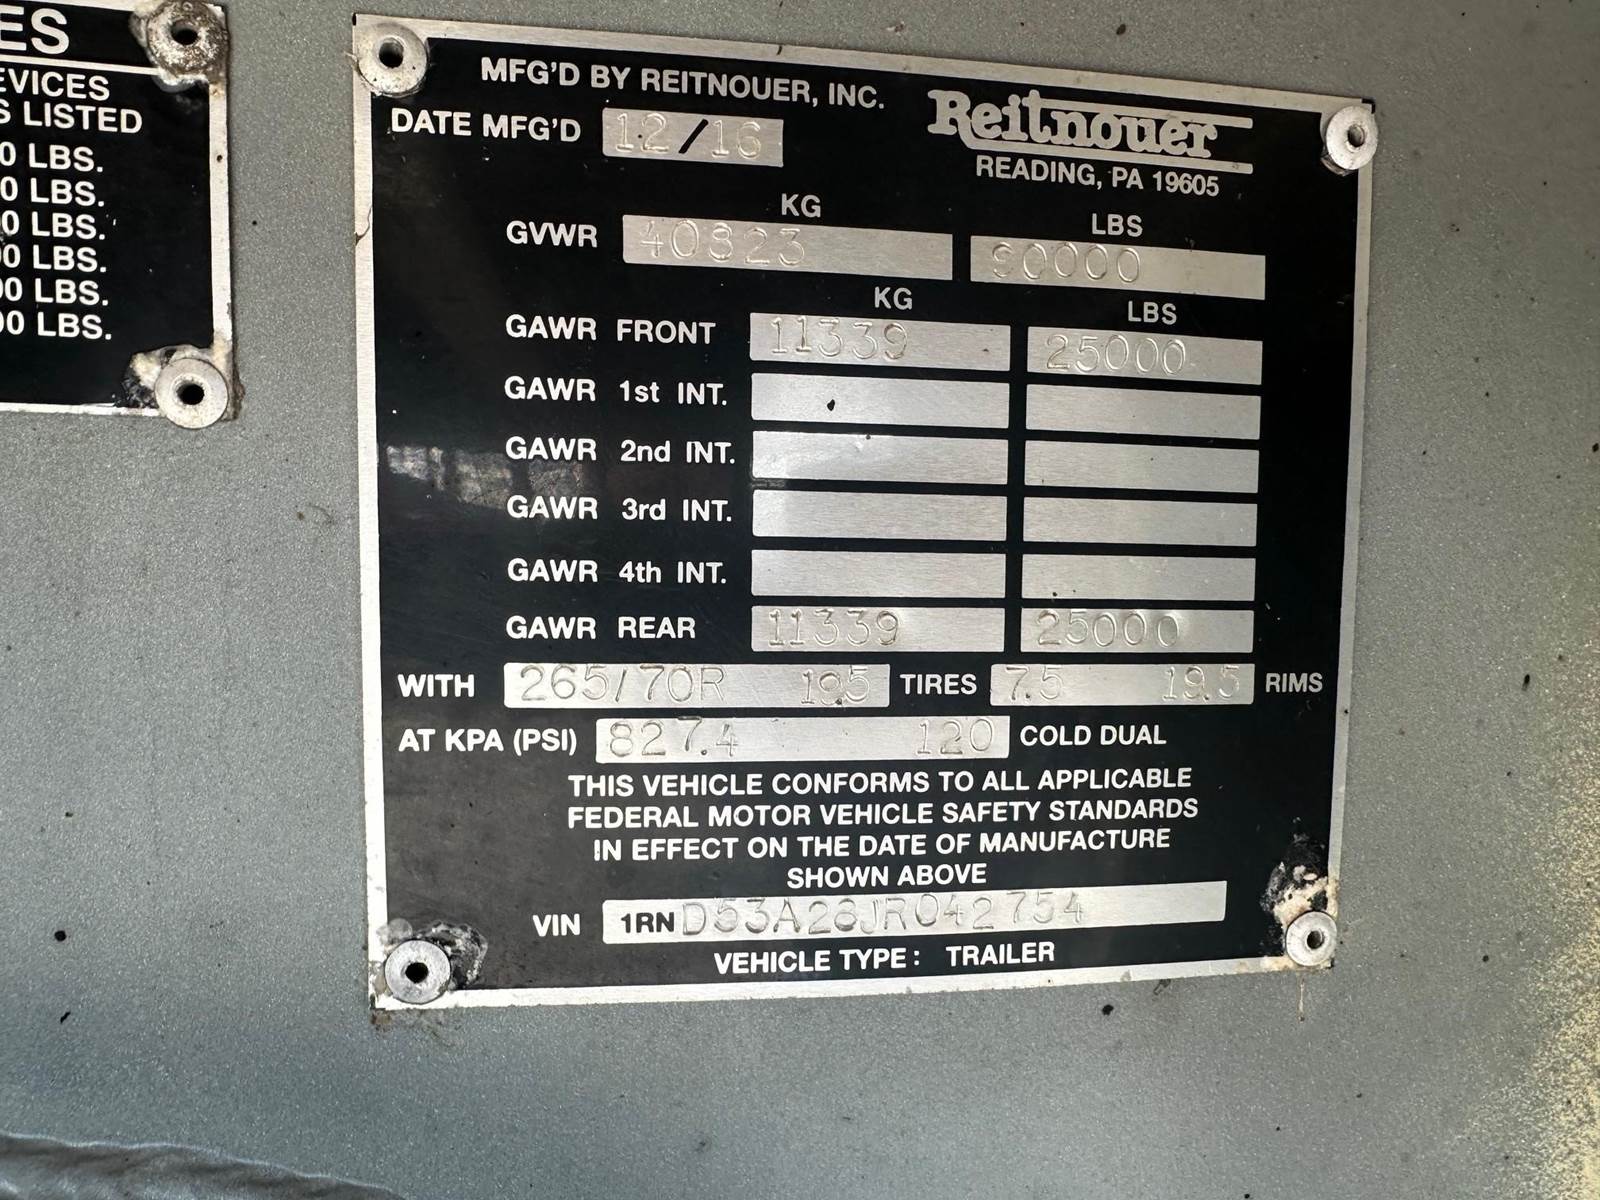 ES
EVICES
S LISTED
0 LBS.
0 LBS.
0 LBS.
00 LBS.
00 LBS.
00 LBS.
MFG'D BY REITNOUER, INC.
DATE MFG'D 12/16
Reitnouer
READING, PA 19605
KG LBS
GVWR 40823 90000
KG LBS
GAWR FRONT 11339 25000
GAWR 1st INT.
GAWR 2nd INT.
GAWR 3rd INT.
GAWR 4th INT.
GAWR REAR 11339 25000
WITH 265/70R 19.5 TIRES 7.5 19.5 RIMS
AT KPA (PSI) 827.4 120 COLD DUAL
THIS VEHICLE CONFORMS TO ALL APPLICABLE
FEDERAL MOTOR VEHICLE SAFETY STANDARDS
IN EFFECT ON THE DATE OF MANUFACTURE
SHOWN ABOVE
VIN 1RND53A28JR042754
VEHICLE TYPE: TRAILER